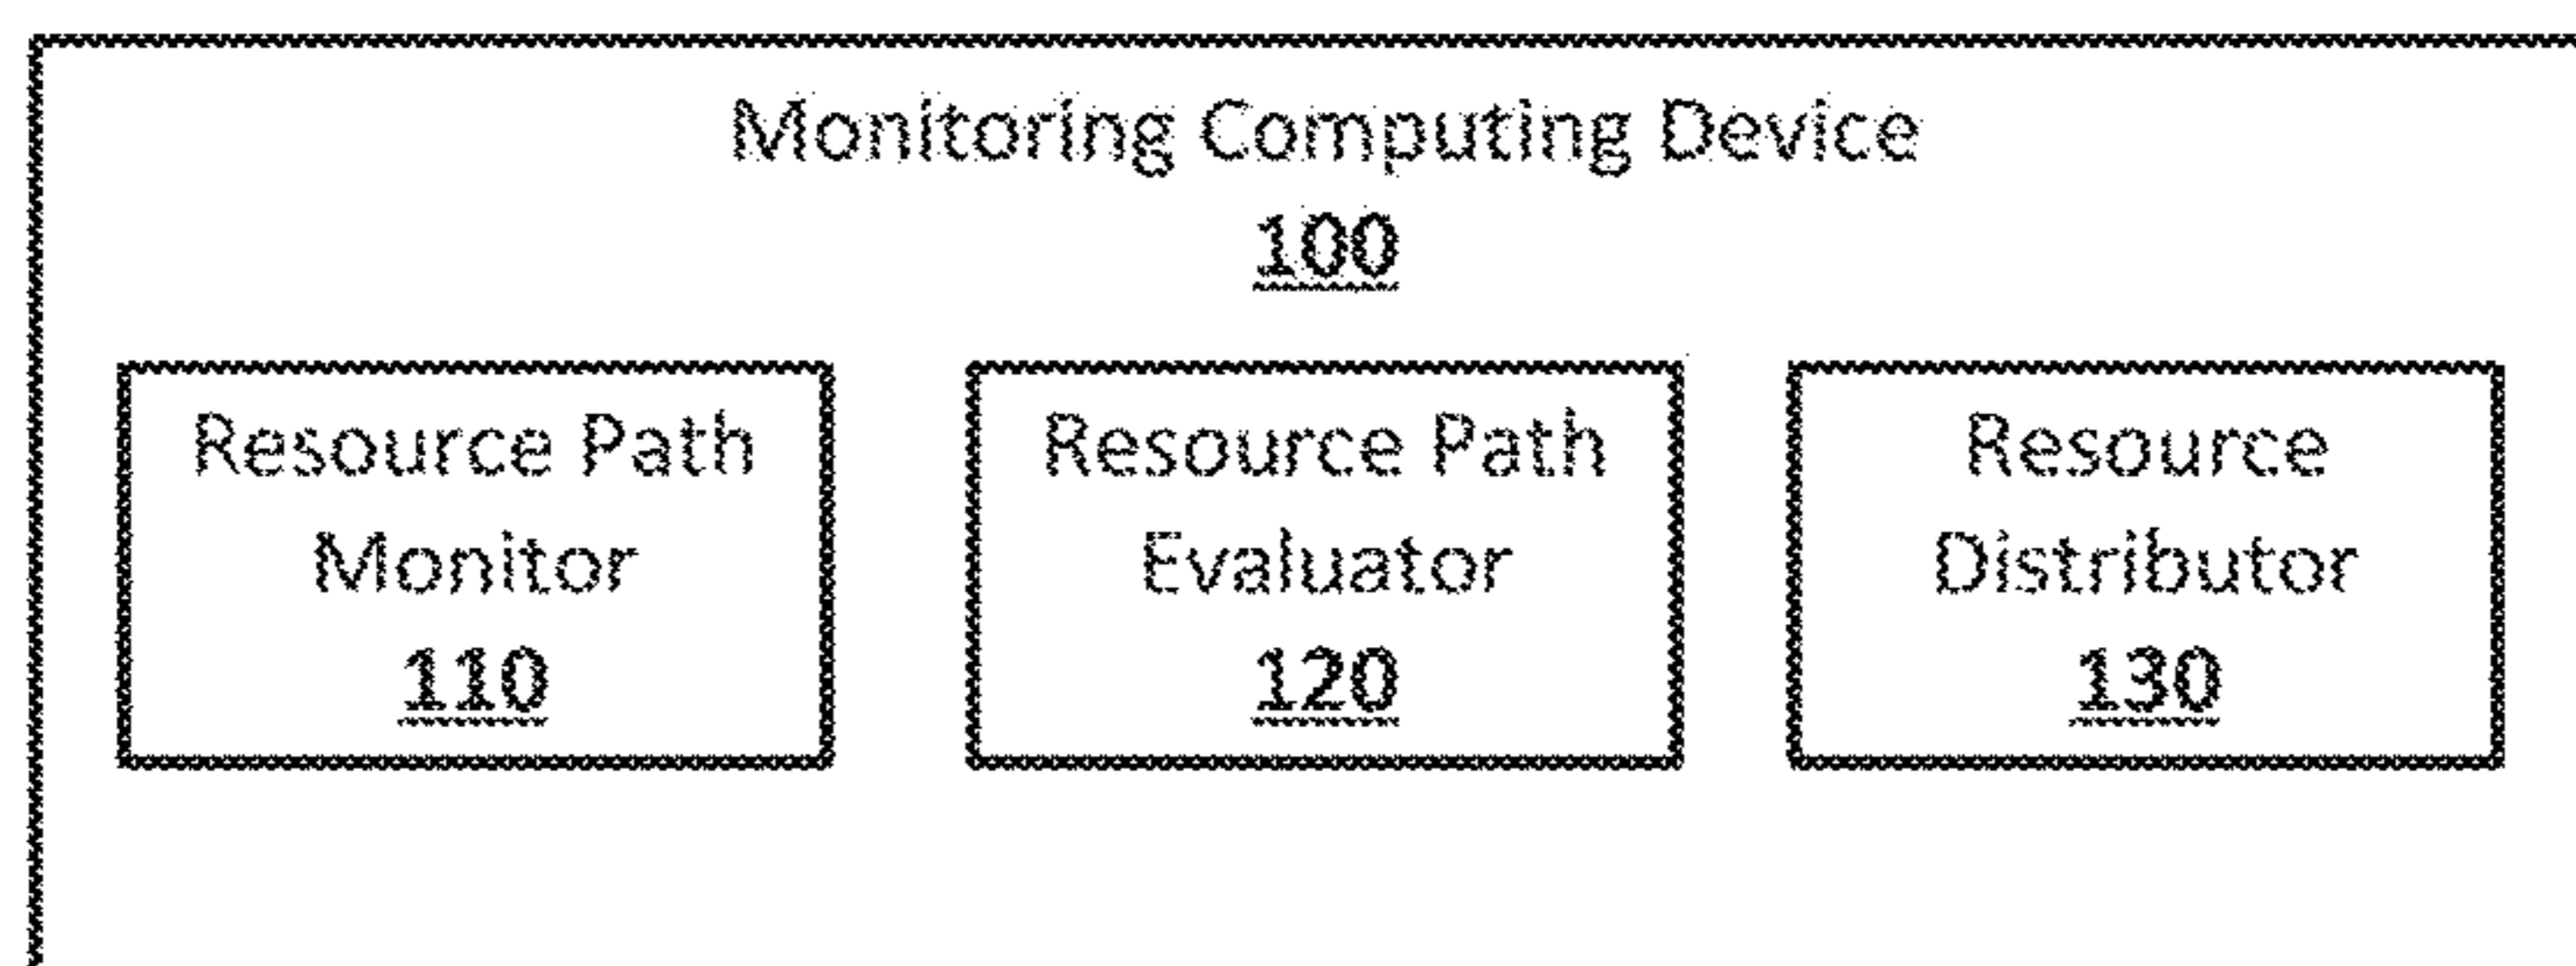 Monitoring Computing Device
100
Resource Path
Monitor
110
Resource Path
Evaluator
120
Resource
Distributor
130